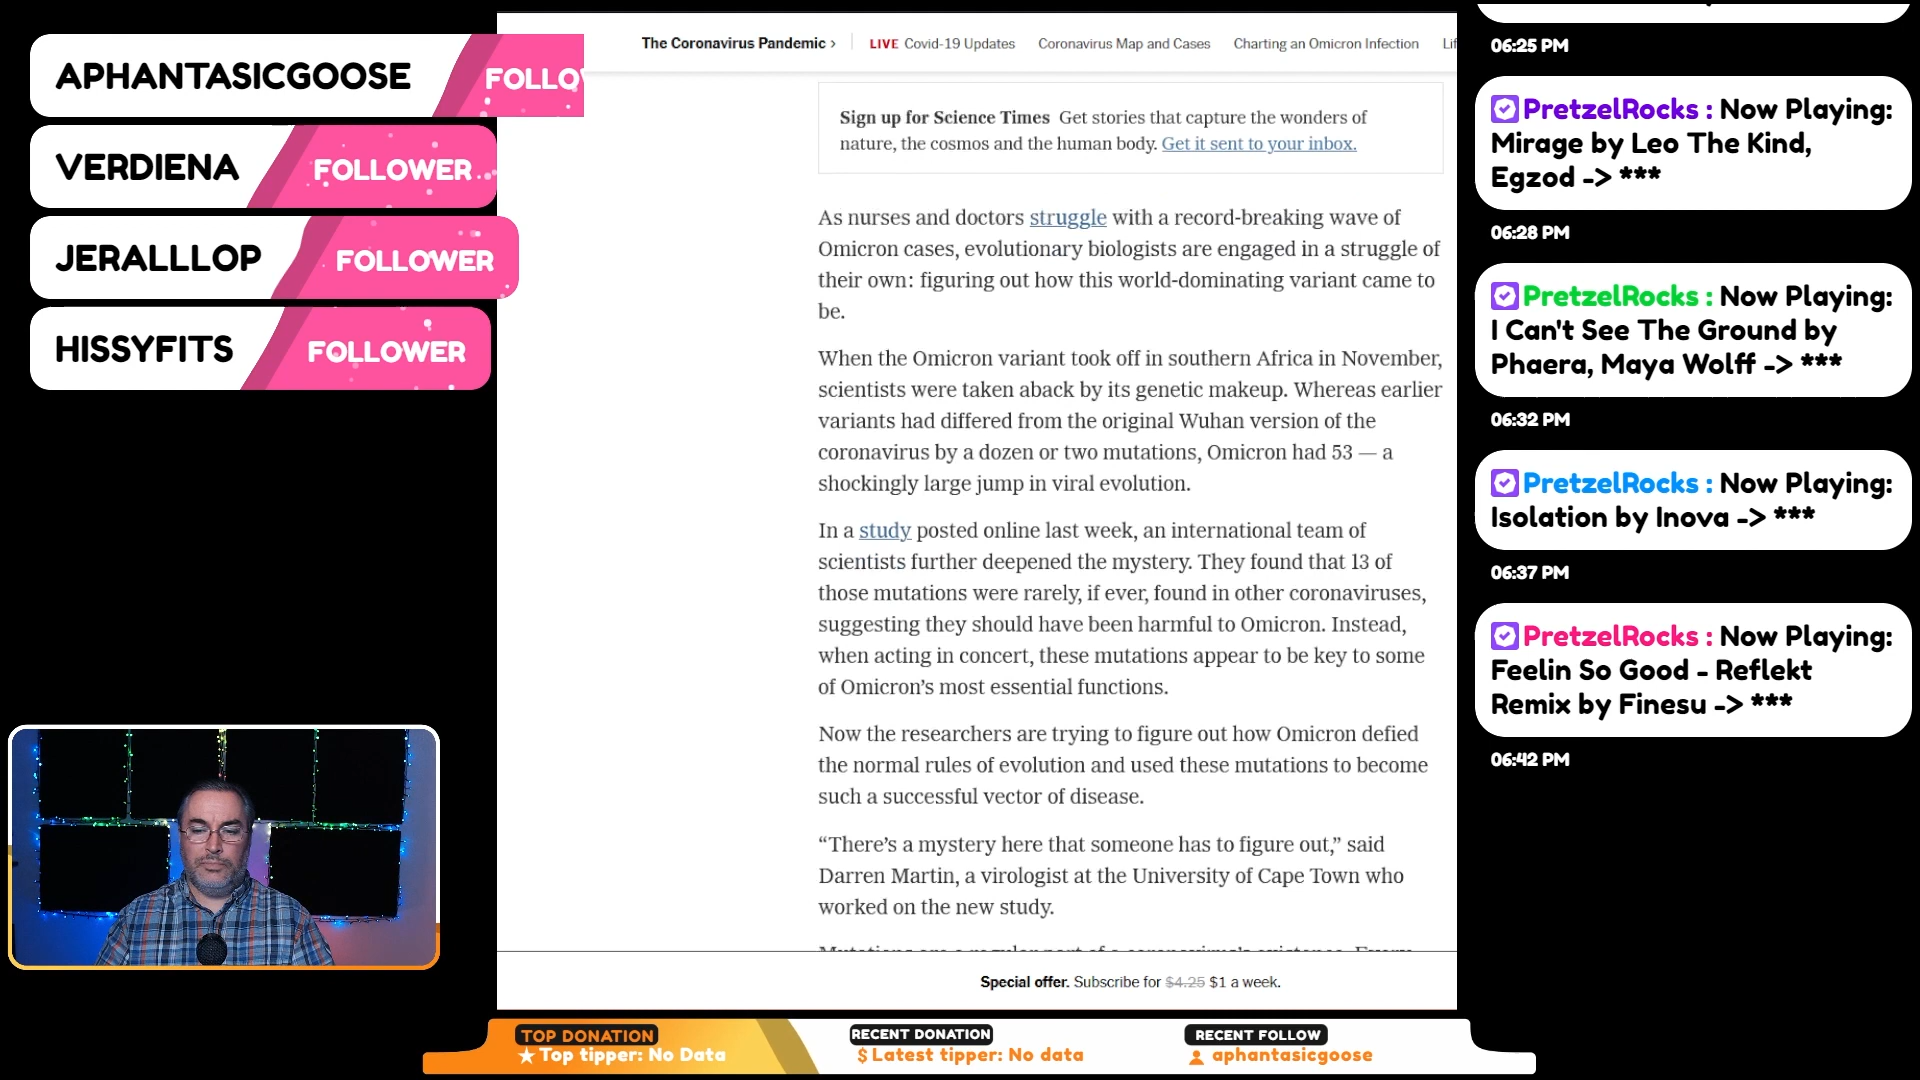 APHANTASICGOOSE
FOLLO
VERDIENA
FOLLOWER
JERALLLOP
FOLLOWER
HISSYFITS
FOLLOWER
The Coronavirus Pandemic ›
LIVE Covid-19 Updates
Coronavirus Map and Cases
Charting an Omicron Infection
Sign up for Science Times Get stories that capture the wonders of
nature, the cosmos and the human body. Get it sent to your inbox.
As nurses and doctors struggle with a record-breaking wave of
Omicron cases, evolutionary biologists are engaged in a struggle of
their own: figuring out how this world-dominating variant came to
be.
When the Omicron variant took off in southern Africa in November,
scientists were taken aback by its genetic makeup. Whereas earlier
variants had differed from the original Wuhan version of the
coronavirus by a dozen or two mutations, Omicron had 53 — a
shockingly large jump in viral evolution.
In a study posted online last week, an international team of
scientists further deepened the mystery. They found that 13 of
those mutations were rarely, if ever, found in other coronaviruses,
suggesting they should have been harmful to Omicron. Instead,
when acting in concert, these mutations appear to be key to some
of Omicron’s most essential functions.
Now the researchers are trying to figure out how Omicron defied
the normal rules of evolution and used these mutations to become
such a successful vector of disease.
“There’s a mystery here that someone has to figure out,” said
Darren Martin, a virologist at the University of Cape Town who
worked on the new study.
Special offer. Subscribe for $4.25 $1 a week.
06:25 PM
PretzelRocks : Now Playing:
Mirage by Leo The Kind,
Egzod -> ***
06:28 PM
PretzelRocks : Now Playing:
I Can't See The Ground by
Phaera, Maya Wolff -> ***
06:32 PM
PretzelRocks : Now Playing:
Isolation by Inova -> ***
06:37 PM
PretzelRocks : Now Playing:
Feelin So Good - Reflekt
Remix by Finesu -> ***
06:42 PM
TOP DONATION
Top tipper: No Data
RECENT DONATION
$ Latest tipper: No data
RECENT FOLLOW
aphantasicgoose